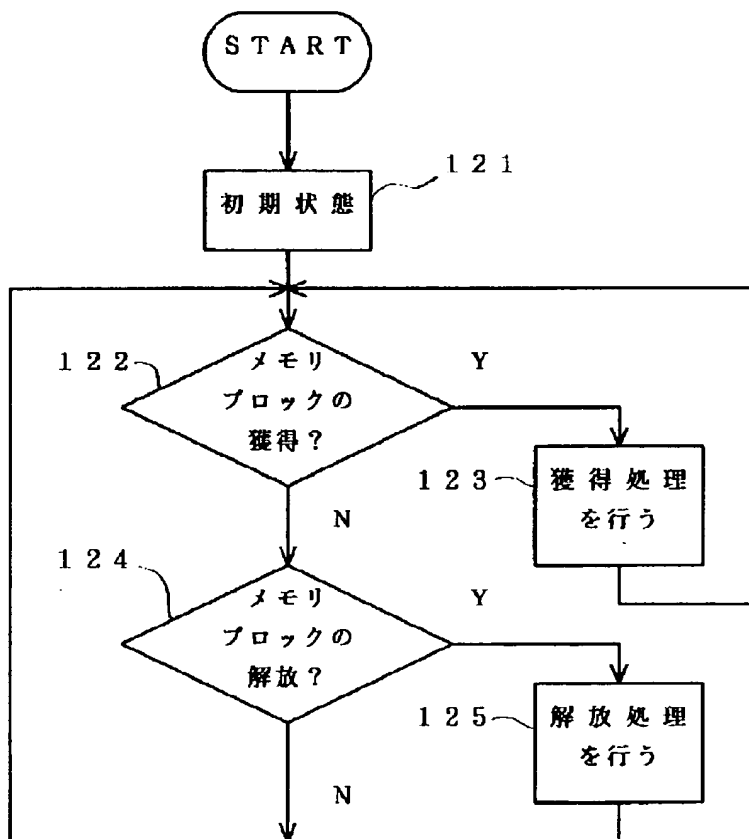 START
121
初期状態
122
メモリ
ブロックの
獲得？
Y
123
獲得処理
を行う
N
124
メモリ
ブロックの
解放？
Y
125
解放処理
を行う
N